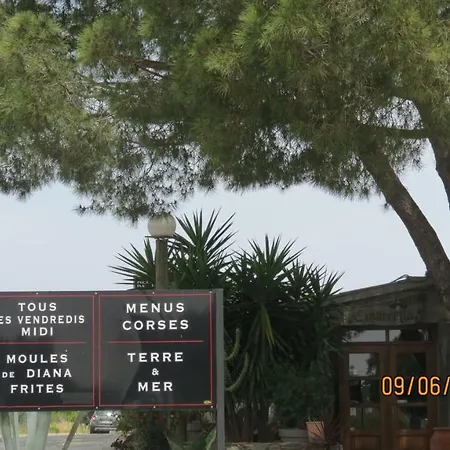 TOUS
ES VENDREDIS
MIDI
MOULES
DE DIANA
FRITES
MENUS
CORSES
TERRE
&
MER
09/06/